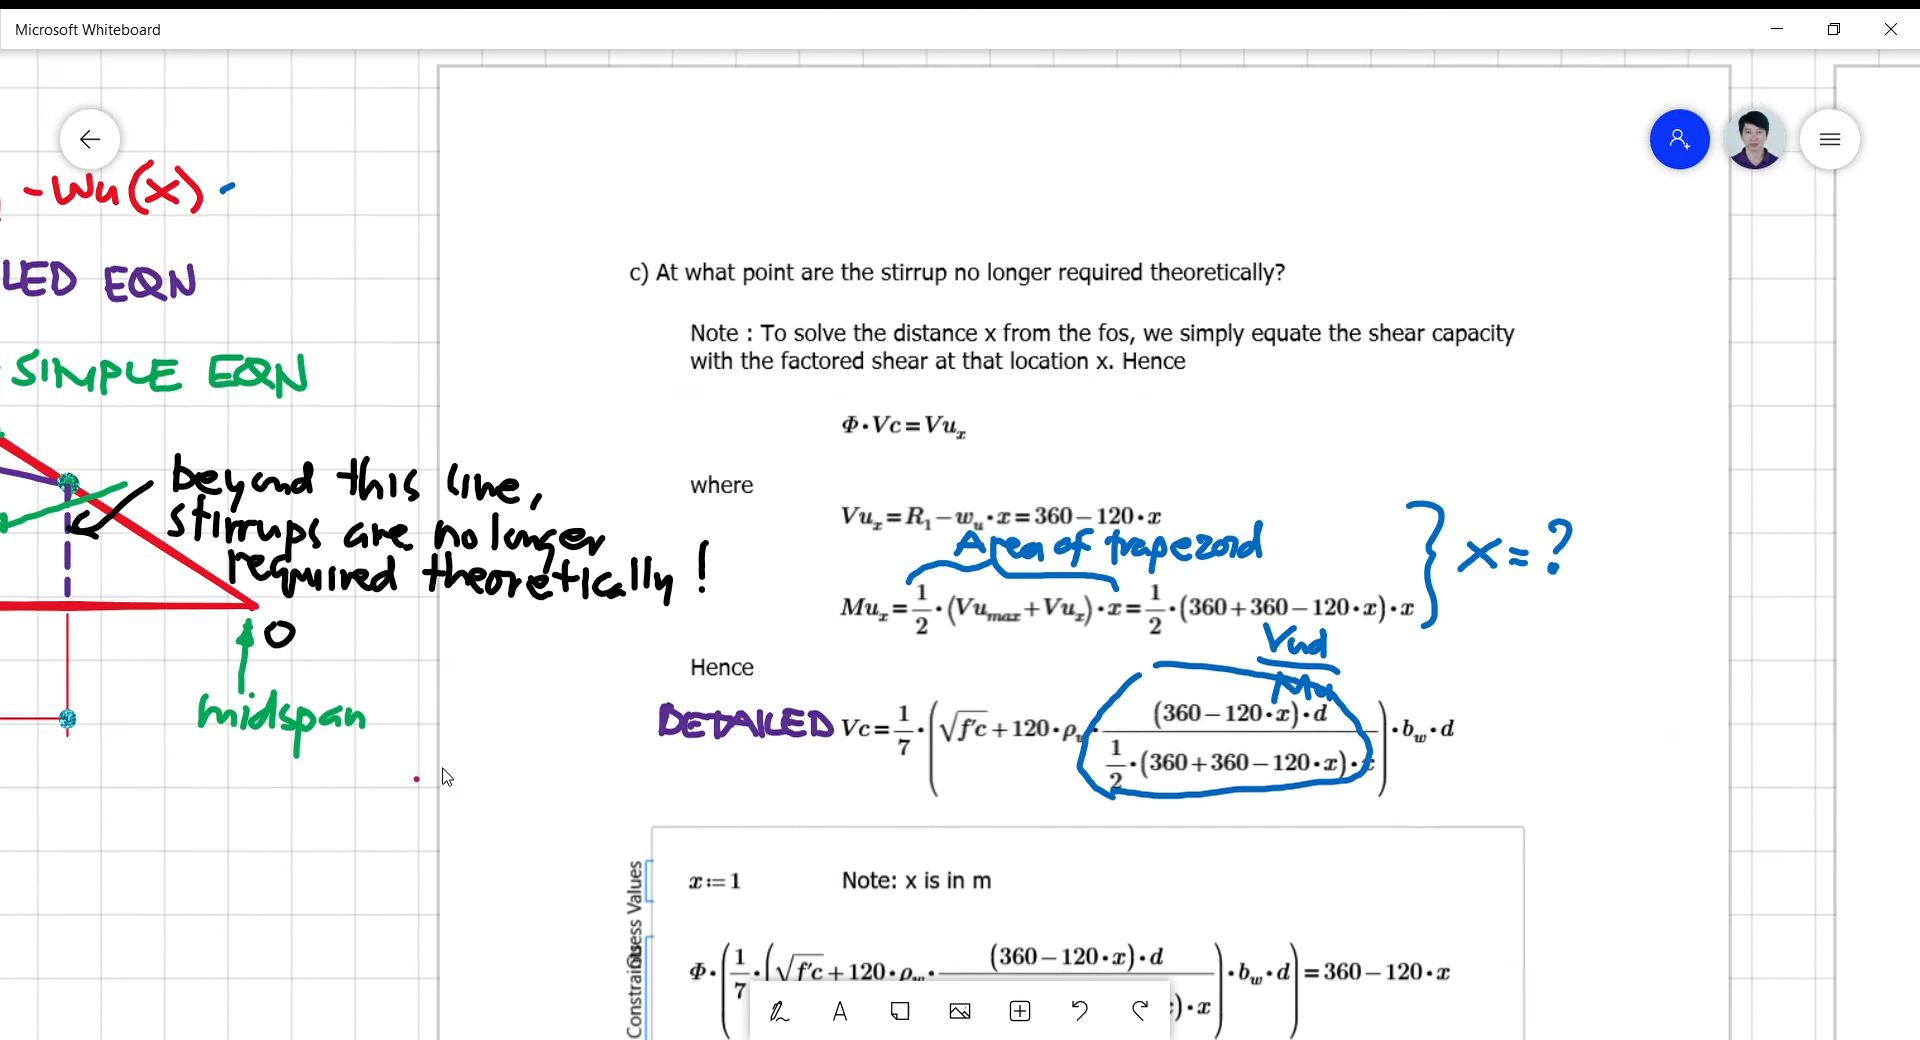 Microsoft Whiteboard
-Wu(x) -
LED EQN
SIMPLE EQN
beyond this line,
stirrups are no longer
required theoretically !
0
midspan
c) At what point are the stirrup no longer required theoretically?
Note : To solve the distance x from the fos, we simply equate the shear capacity
with the factored shear at that location x. Hence
Φ·Vc=Vu_x
where
Vu_x=R_1−w_u·x=360−120·x
Area of trapezoid
Mu_x=1/2·(Vu_max+Vu_x)·x=1/2·(360+360−120·x)·x
} x=?
Vud
Mu
Hence
DETAILED Vc=1/7·(√f'c+120·ρ_w·(360−120·x)·d/(1/2·(360+360−120·x)·x))·b_w·d
Guess Values
x:=1 Note: x is in m
Constraints
Φ·(1/7·(√f'c+120·ρ_w·(360−120·x)·d
)·x
·b_w·d)=360−120·x